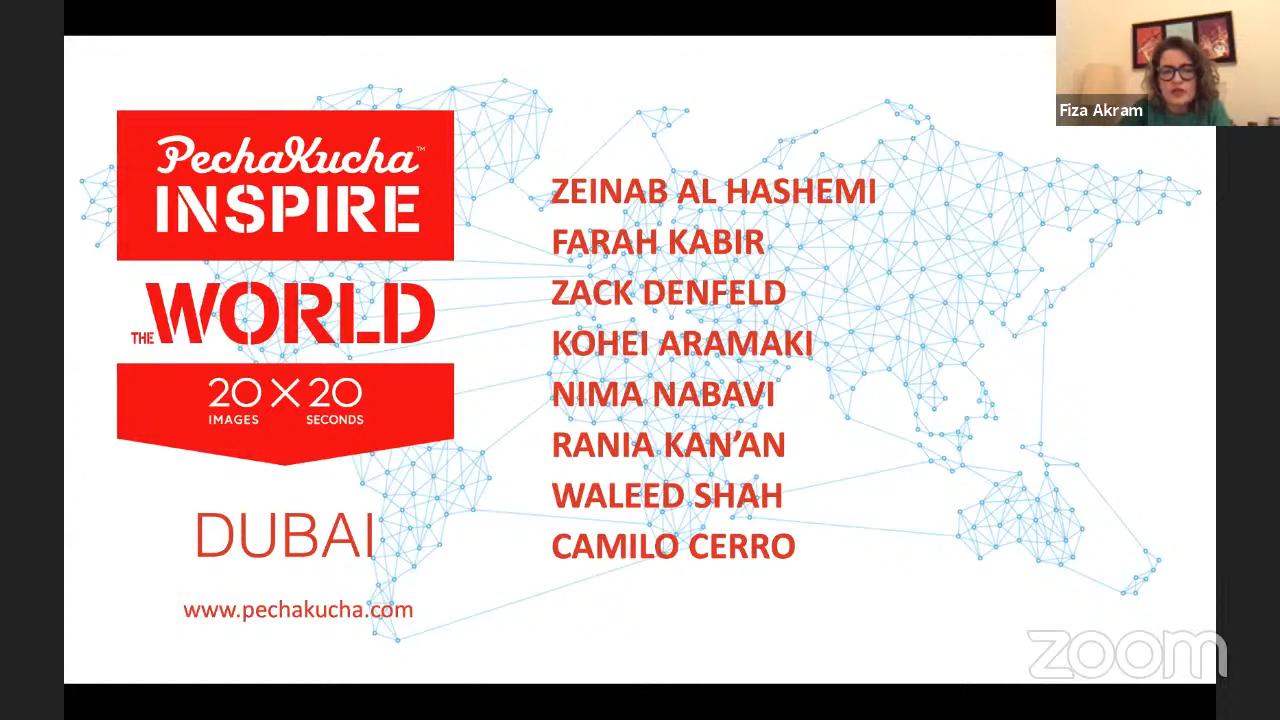 PechaKucha™
INSPIRE
THE WORLD
20 X 20
IMAGES SECONDS
DUBAI
www.pechakucha.com
ZEINAB AL HASHEMI
FARAH KABIR
ZACK DENFELD
KOHEI ARAMAKI
NIMA NABAVI
RANIA KAN’AN
WALEED SHAH
CAMILO CERRO
Fiza Akram
zoom